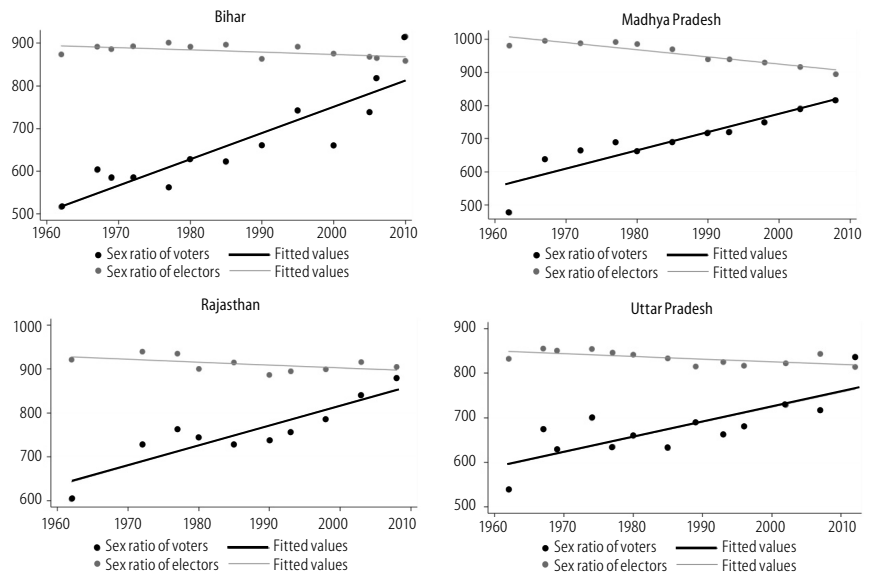 Bihar
900
800
700
600
500
1960 1970 1980 1990 2000 2010
Sex ratio of voters Fitted values
Sex ratio of electors Fitted values
Madhya Pradesh
1000
900
800
700
600
500
1960 1970 1980 1990 2000 2010
Sex ratio of voters Fitted values
Sex ratio of electors Fitted values
Rajasthan
1000
900
800
700
600
1960 1970 1980 1990 2000 2010
Sex ratio of voters Fitted values
Sex ratio of electors Fitted values
Uttar Pradesh
900
800
700
600
500
1960 1970 1980 1990 2000 2010
Sex ratio of voters Fitted values
Sex ratio of electors Fitted values